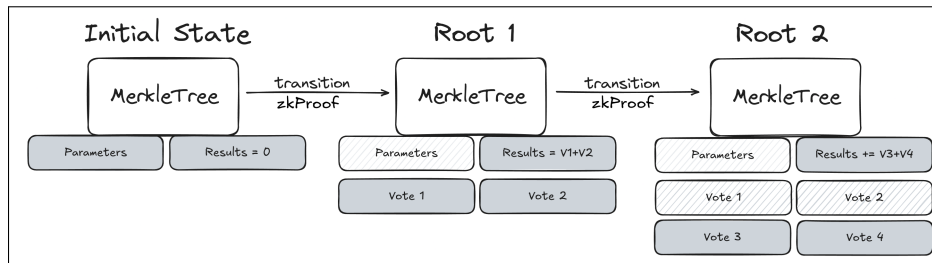 Initial State
Root 1
Root 2
MerkleTree
transition
zkProof
MerkleTree
transition
zkProof
MerkleTree
Parameters
Results = 0
Parameters
Results = V1+V2
Parameters
Results += V3+V4
Vote 1
Vote 2
Vote 1
Vote 2
Vote 3
Vote 4